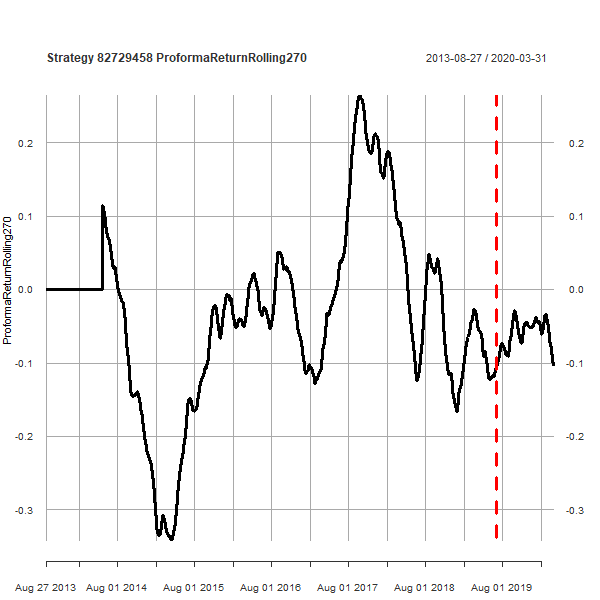 Strategy 82729458 ProformaReturnRolling270 2013-08-27 / 2020-03-31
ProformaReturnRolling270
0.2 0.2
0.1 0.1
0.0 0.0
-0.1 -0.1
-0.2 -0.2
-0.3 -0.3
Aug 27 2013 Aug 01 2014 Aug 01 2015 Aug 01 2016 Aug 01 2017 Aug 01 2018 Aug 01 2019